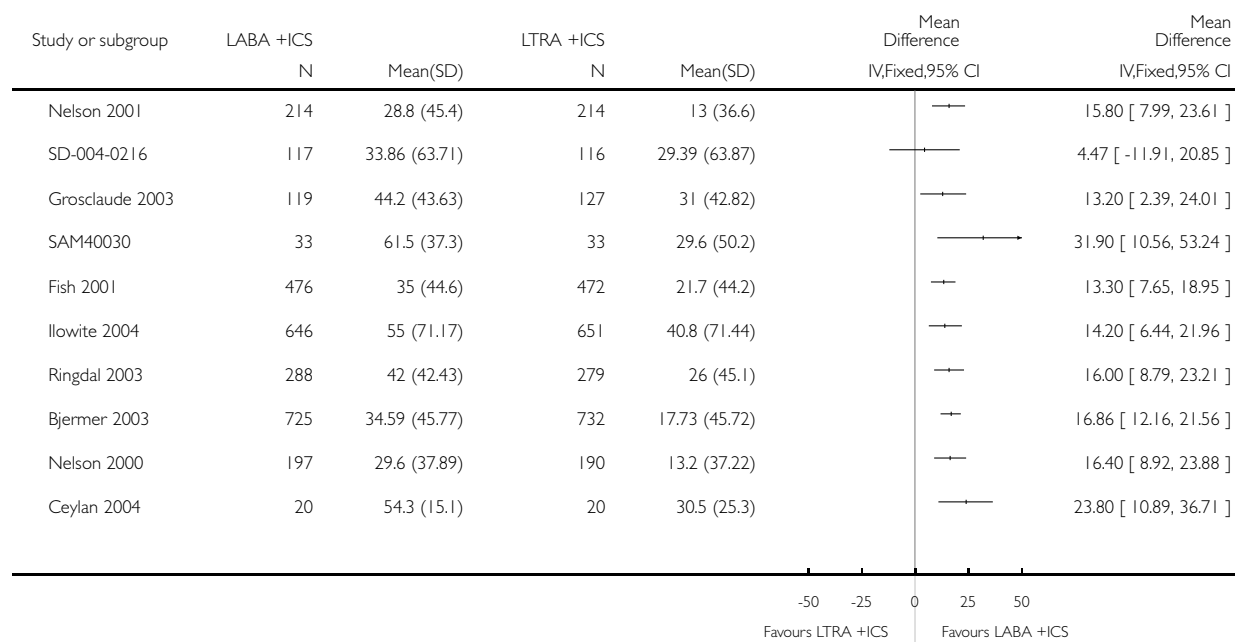 Study or subgroup LABA +ICS LTRA +ICS Mean Difference Mean Difference
N Mean(SD) N Mean(SD) IV,Fixed,95% CI IV,Fixed,95% CI
Nelson 2001 214 28.8 (45.4) 214 13 (36.6) 15.80 [ 7.99, 23.61 ]
SD-004-0216 117 33.86 (63.71) 116 29.39 (63.87) 4.47 [ -11.91, 20.85 ]
Grosclaude 2003 119 44.2 (43.63) 127 31 (42.82) 13.20 [ 2.39, 24.01 ]
SAM40030 33 61.5 (37.3) 33 29.6 (50.2) 31.90 [ 10.56, 53.24 ]
Fish 2001 476 35 (44.6) 472 21.7 (44.2) 13.30 [ 7.65, 18.95 ]
Ilowite 2004 646 55 (71.17) 651 40.8 (71.44) 14.20 [ 6.44, 21.96 ]
Ringdal 2003 288 42 (42.43) 279 26 (45.1) 16.00 [ 8.79, 23.21 ]
Bjermer 2003 725 34.59 (45.77) 732 17.73 (45.72) 16.86 [ 12.16, 21.56 ]
Nelson 2000 197 29.6 (37.89) 190 13.2 (37.22) 16.40 [ 8.92, 23.88 ]
Ceylan 2004 20 54.3 (15.1) 20 30.5 (25.3) 23.80 [ 10.89, 36.71 ]
-50 -25 0 25 50
Favours LTRA +ICS Favours LABA +ICS